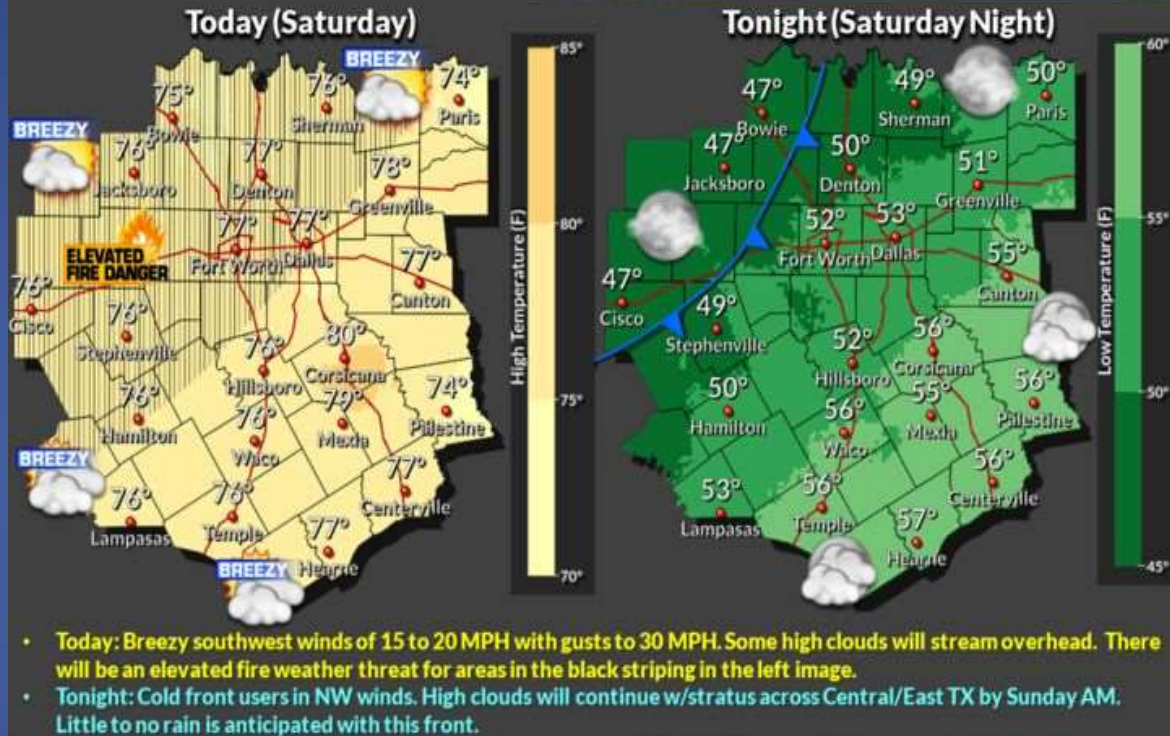 Today (Saturday)
BREEZY
75°
Bowie
76°
Sherman
74°
Paris
BREEZY
76°
Jacksboro
77°
Denton
78°
Greenville
ELEVATED
FIRE DANGER
77°
Fort Worth
77°
Dallas
77°
Canton
76°
Cisco
76°
Stephenville
76°
Hillsboro
80°
Corsicana
76°
Hamilton
76°
Waco
79°
Mexia
74°
Palestine
BREEZY
76°
Lampasas
76°
Temple
77°
Centerville
77°
Hearne
BREEZY
High Temperature (F)
85°
80°
75°
70°
Tonight (Saturday Night)
47°
Bowie
49°
Sherman
50°
Paris
47°
Jacksboro
50°
Denton
51°
Greenville
52°
Fort Worth
53°
Dallas
55°
Canton
47°
Cisco
49°
Stephenville
52°
Hillsboro
56°
Corsicana
50°
Hamilton
56°
Waco
55°
Mexia
56°
Palestine
53°
Lampasas
56°
Temple
56°
Centerville
57°
Hearne
Low Temperature (F)
60°
55°
50°
45°
• Today: Breezy southwest winds of 15 to 20 MPH with gusts to 30 MPH. Some high clouds will stream overhead. There
will be an elevated fire weather threat for areas in the black striping in the left image.
• Tonight: Cold front users in NW winds. High clouds will continue w/stratus across Central/East TX by Sunday AM.
Little to no rain is anticipated with this front.